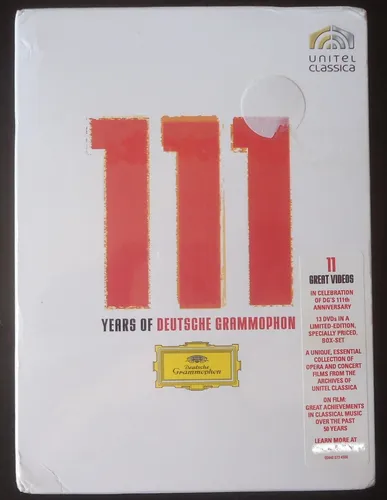 UNITEL
CLASSICA
111
YEARS OF DEUTSCHE GRAMMOPHON
Deutsche
Grammophon
11
GREAT VIDEOS
IN CELEBRATION
OF DG'S 111th
ANNIVERSARY
13 DVDs IN A
LIMITED-EDITION,
SPECIALLY PRICED,
BOX-SET
A UNIQUE, ESSENTIAL
COLLECTION OF
OPERA AND CONCERT
FILMS FROM THE
ARCHIVES OF
UNITEL CLASSICA
ON FILM:
GREAT ACHIEVEMENTS
IN CLASSICAL MUSIC
OVER THE PAST
50 YEARS
LEARN MORE AT